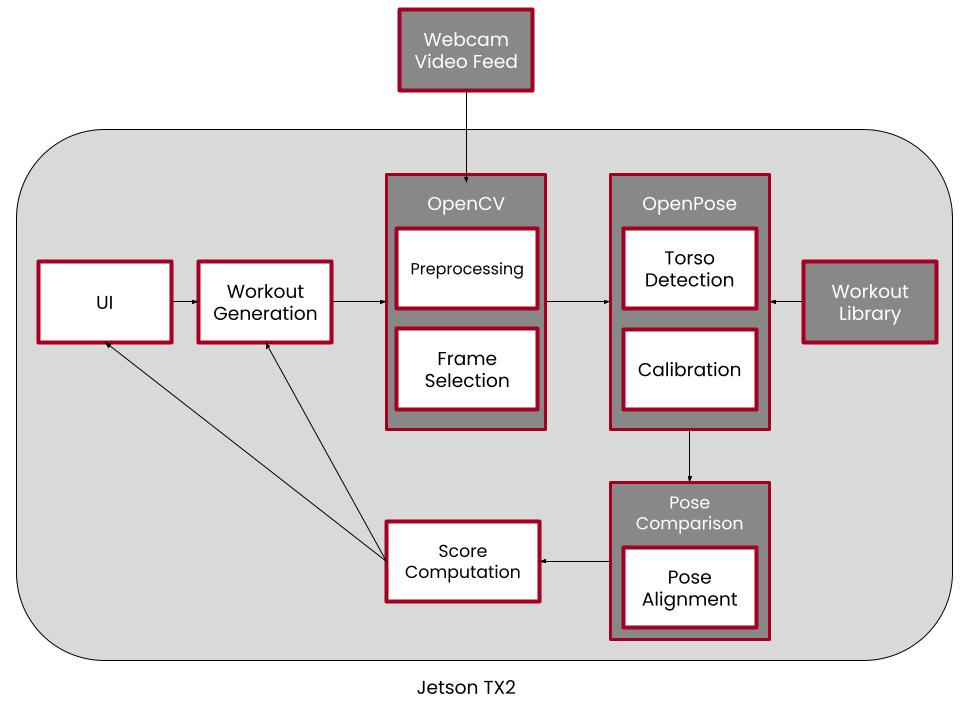 Webcam
Video Feed
OpenCV
Preprocessing
Frame
Selection
OpenPose
Torso
Detection
Calibration
UI
Workout
Generation
Workout
Library
Pose
Comparison
Pose
Alignment
Score
Computation
Jetson TX2